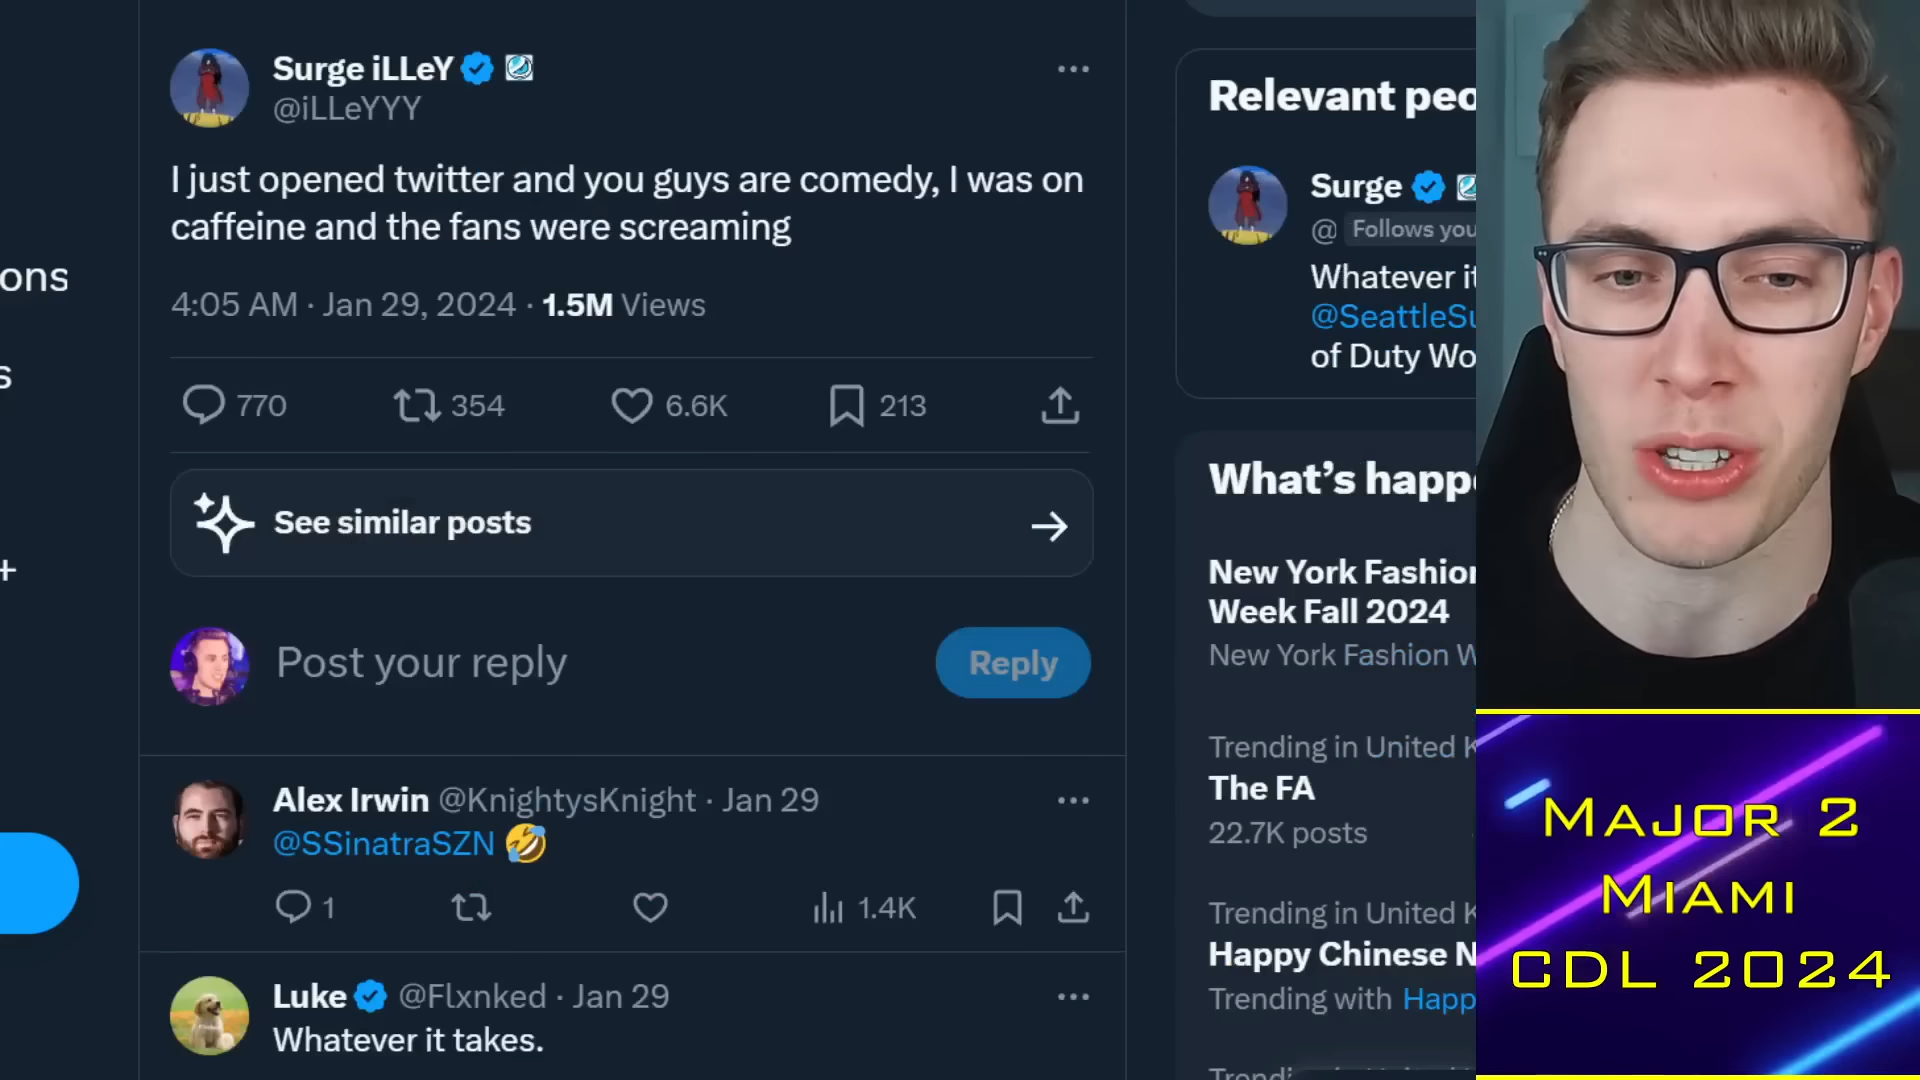 Surge iLLeY
@iLLeYYY
I just opened twitter and you guys are comedy, I was on
caffeine and the fans were screaming
4:05 AM · Jan 29, 2024 · 1.5M Views
770
354
6.6K
213
See similar posts
Post your reply
Reply
Alex Irwin @KnightysKnight · Jan 29
@SSinatraSZN 🤣
1
1.4K
Luke @Flxnked · Jan 29
Whatever it takes.
ons
s
+
Relevant peo
Surge
@ Follows you
Whatever it
@SeattleSu
of Duty Wo
What's happe
New York Fashion
Week Fall 2024
New York Fashion W
Trending in United K
The FA
22.7K posts
Trending in United K
Happy Chinese N
Trending with Happ
Major 2
Miami
CDL 2024